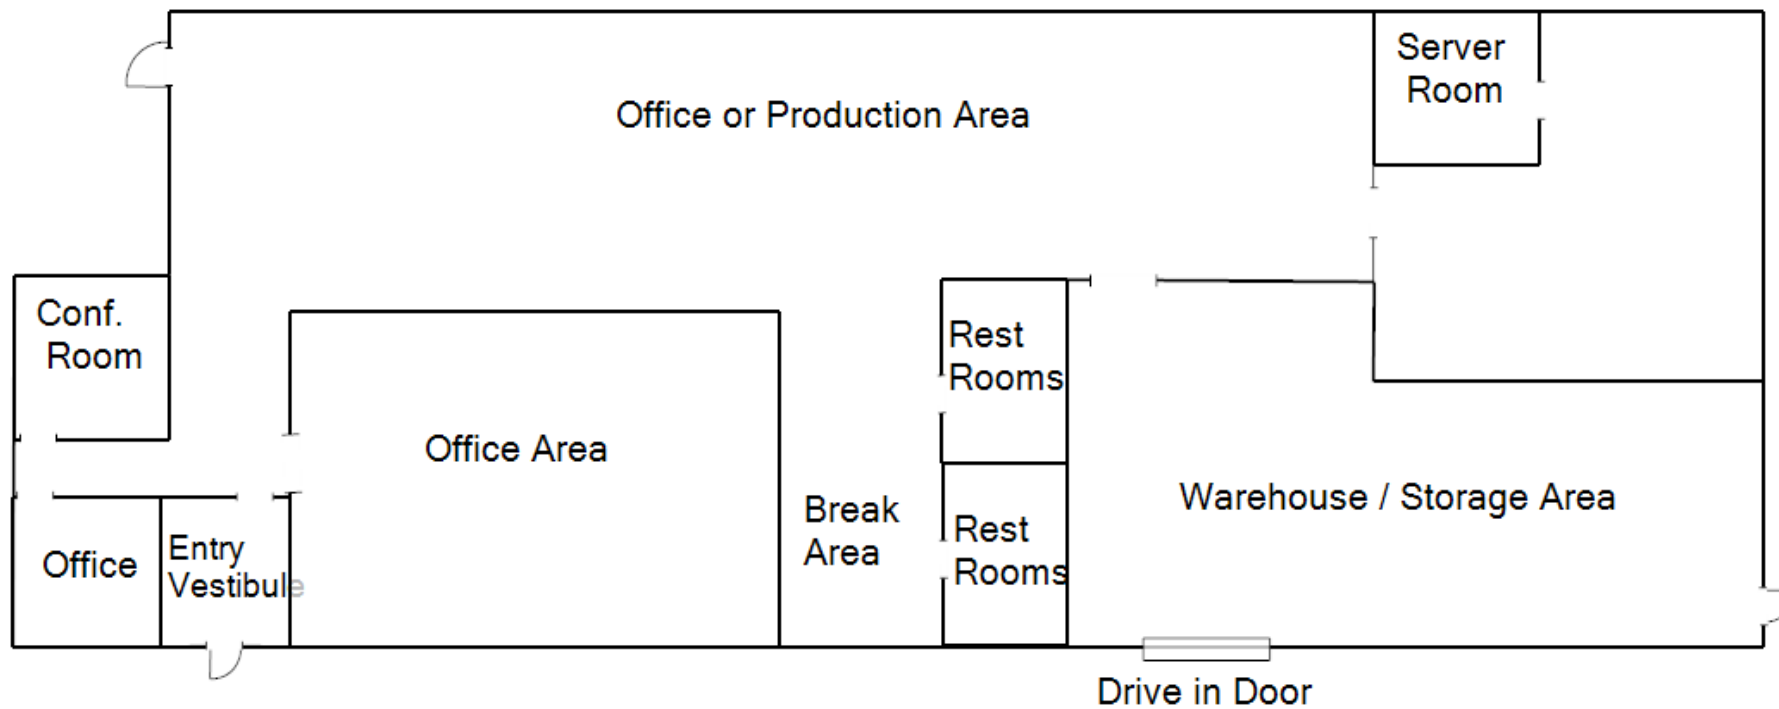 Server
Room
Office or Production Area
Conf.
Room
Rest
Rooms
Office Area
Warehouse / Storage Area
Break
Area
Rest
Rooms
Office
Entry
Vestibule
Drive in Door